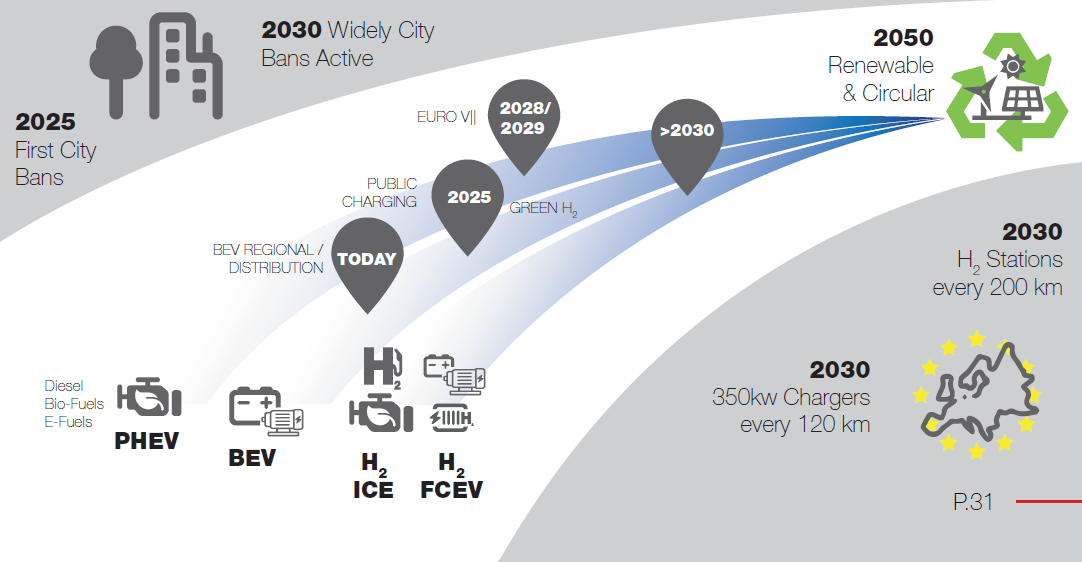 2030 Widely City
Bans Active
2025
First City
Bans
2050
Renewable
& Circular
EURO V||
2028/
2029
>2030
PUBLIC
CHARGING
2025
GREEN H₂
BEV REGIONAL /
DISTRIBUTION
TODAY
2030
H₂ Stations
every 200 km
2030
350kw Chargers
every 120 km
Diesel
Bio-Fuels
E-Fuels
PHEV
BEV
H₂
H₂
ICE
H
H₂
FCEV
P.31